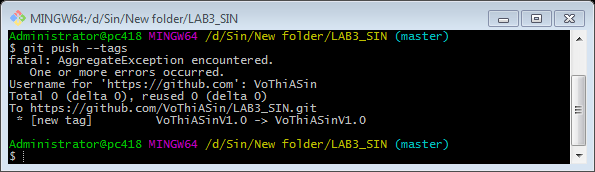 MINGW64:/d/Sin/New folder/LAB3_SIN
Administrator@pc418 MINGW64 /d/Sin/New folder/LAB3_SIN (master)
$ git push --tags
fatal: AggregateException encountered.
   One or more errors occurred.
Username for 'https://github.com': VoThiASin
Total 0 (delta 0), reused 0 (delta 0)
To https://github.com/VoThiASin/LAB3_SIN.git
 * [new tag]         VoThiASinV1.0 -> VoThiASinV1.0
Administrator@pc418 MINGW64 /d/Sin/New folder/LAB3_SIN (master)
$